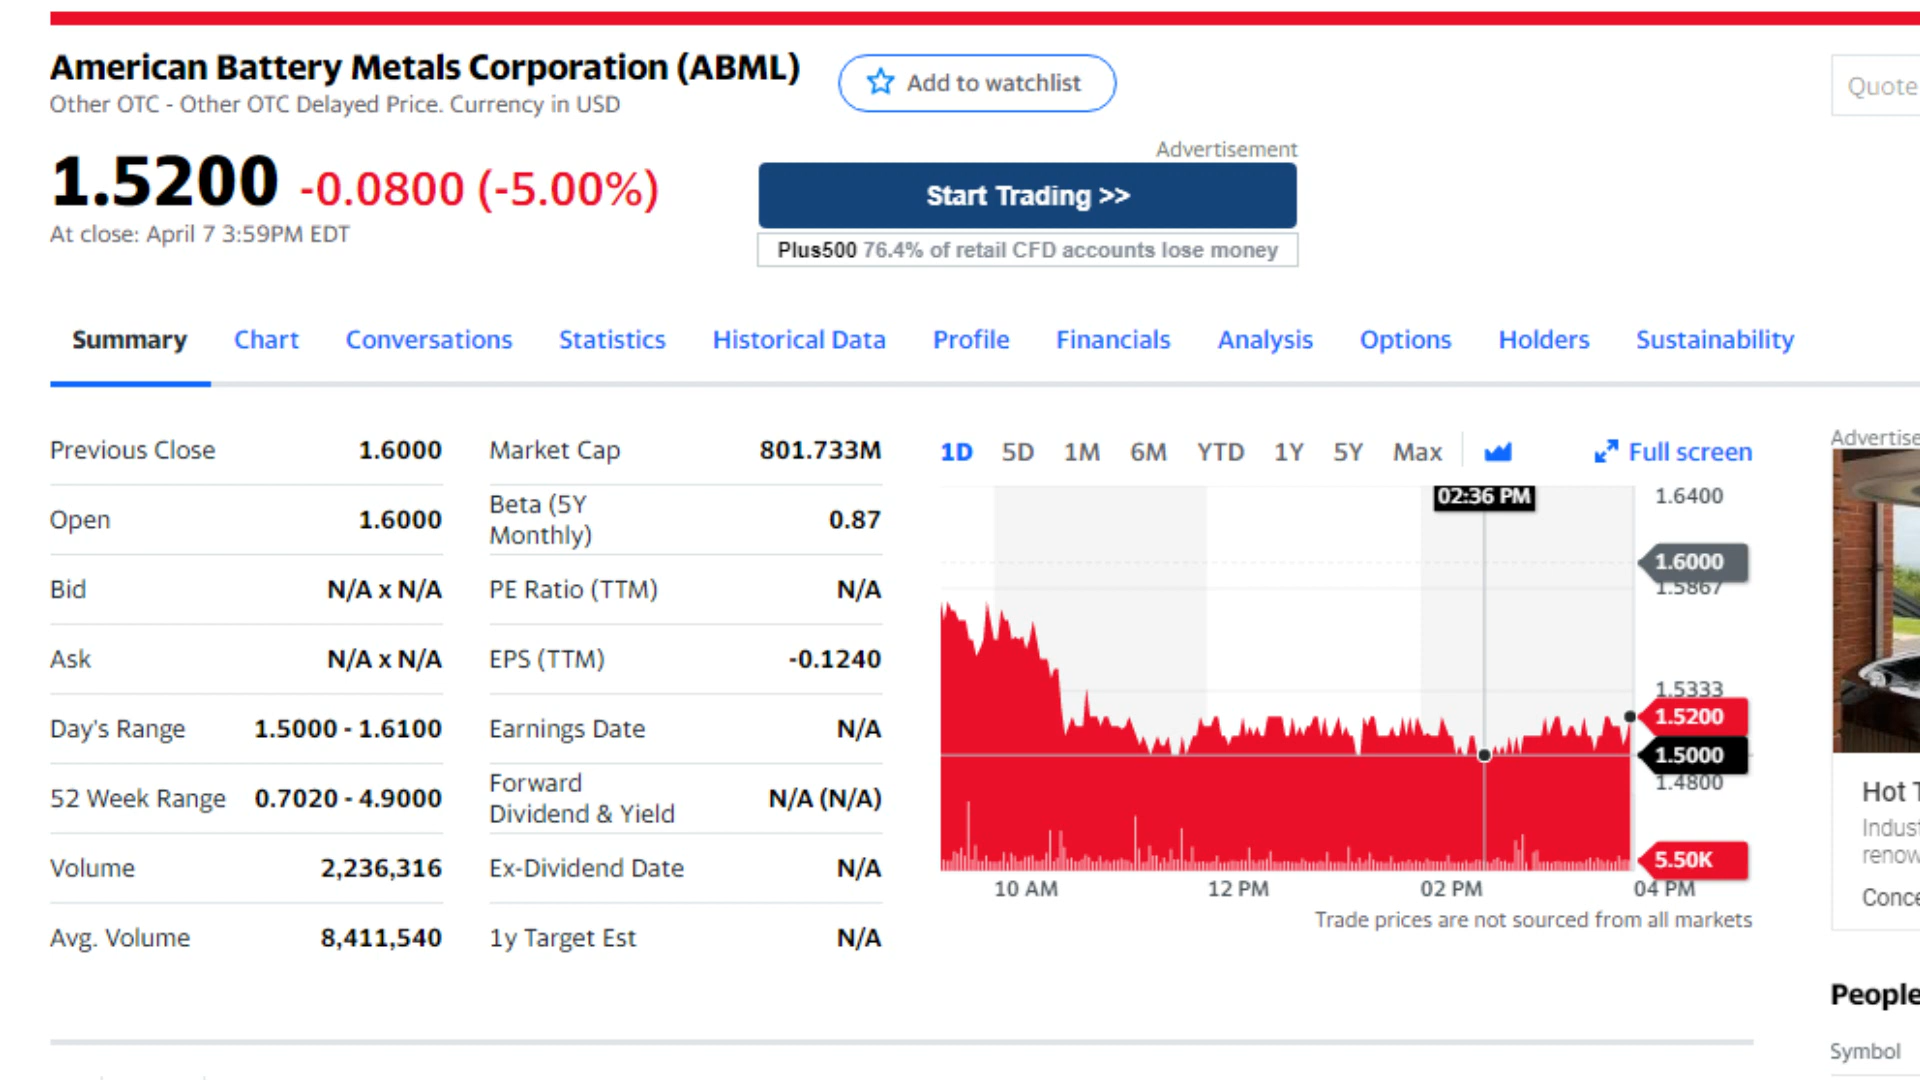 American Battery Metals Corporation (ABML)
Add to watchlist
Quote
Other OTC - Other OTC Delayed Price. Currency in USD
Advertisement
1.5200 -0.0800 (-5.00%)
Start Trading >>
At close: April 7 3:59PM EDT
Plus500 76.4% of retail CFD accounts lose money
Summary Chart Conversations Statistics Historical Data Profile Financials Analysis Options Holders Sustainability
Previous Close 1.6000
Open 1.6000
Bid N/A x N/A
Ask N/A x N/A
Day's Range 1.5000 - 1.6100
52 Week Range 0.7020 - 4.9000
Volume 2,236,316
Avg. Volume 8,411,540
Market Cap 801.733M
Beta (5Y
Monthly) 0.87
PE Ratio (TTM) N/A
EPS (TTM) -0.1240
Earnings Date N/A
Forward
Dividend & Yield N/A (N/A)
Ex-Dividend Date N/A
1y Target Est N/A
1D 5D 1M 6M YTD 1Y 5Y Max Full screen
02:36 PM
1.6400
1.6000
1.5867
1.5333
1.5200
1.5000
1.4800
5.50K
10 AM 12 PM 02 PM 04 PM
Trade prices are not sourced from all markets
Advertise
Hot T
Indust
renow
Conce
People
Symbol